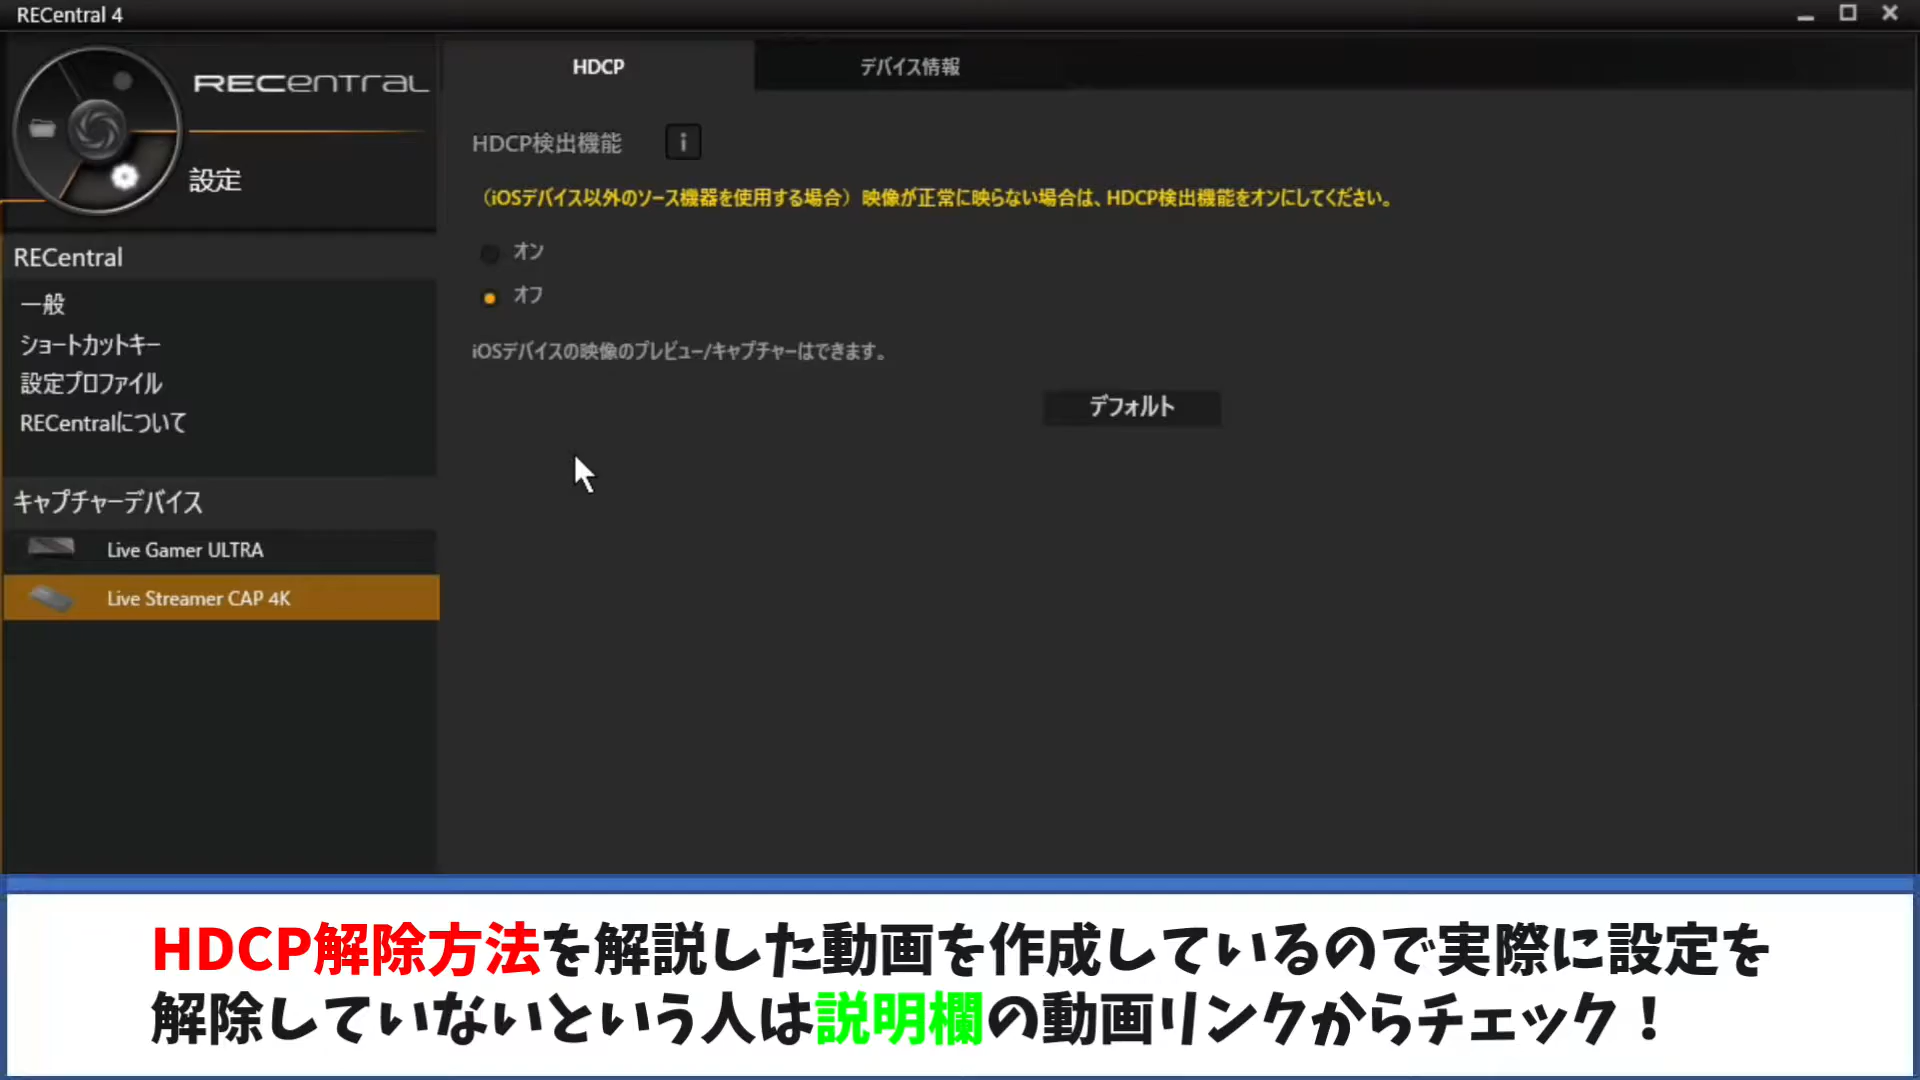 RECentral 4
RECentral
設定
RECentral
一般
ショートカットキー
設定プロファイル
RECentralについて
キャプチャーデバイス
Live Gamer ULTRA
Live Streamer CAP 4K
HDCP
デバイス情報
HDCP検出機能
i
（iOSデバイス以外のソース機器を使用する場合）映像が正常に映らない場合は、HDCP検出機能をオンにしてください。
オン
オフ
iOSデバイスの映像のプレビュー/キャプチャーはできます。
デフォルト
HDCP解除方法を解説した動画を作成しているので実際に設定を
解除していないという人は説明欄の動画リンクからチェック！